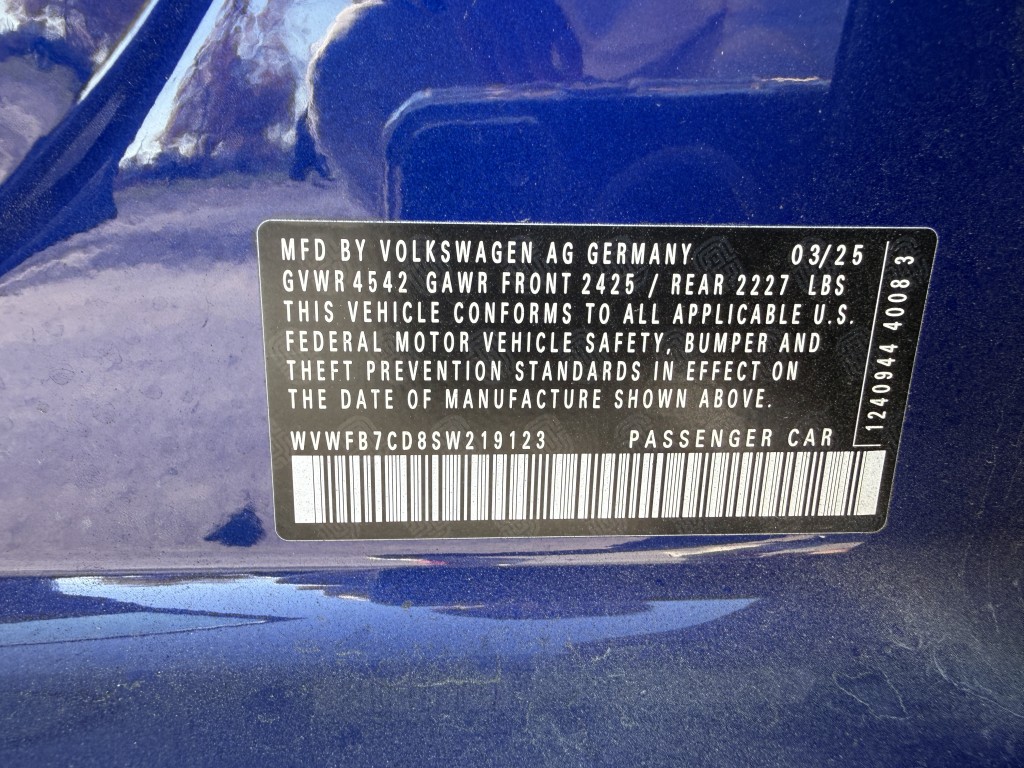 MFD BY VOLKSWAGEN AG GERMANY 03/25
GVWR 4542 GAWR FRONT 2425 / REAR 2227 LBS
THIS VEHICLE CONFORMS TO ALL APPLICABLE U.S.
FEDERAL MOTOR VEHICLE SAFETY, BUMPER AND
THEFT PREVENTION STANDARDS IN EFFECT ON
THE DATE OF MANUFACTURE SHOWN ABOVE.
WVWFB7CD8SW219123 PASSENGER CAR
1240944 4008 3